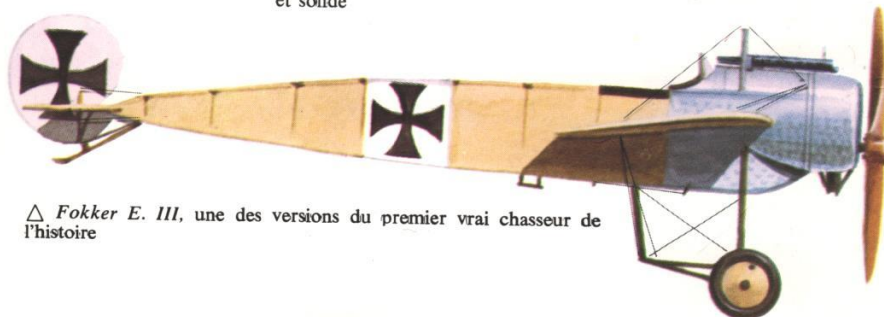 et solide
△ Fokker E. III, une des versions du premier vrai chasseur de
l'histoire